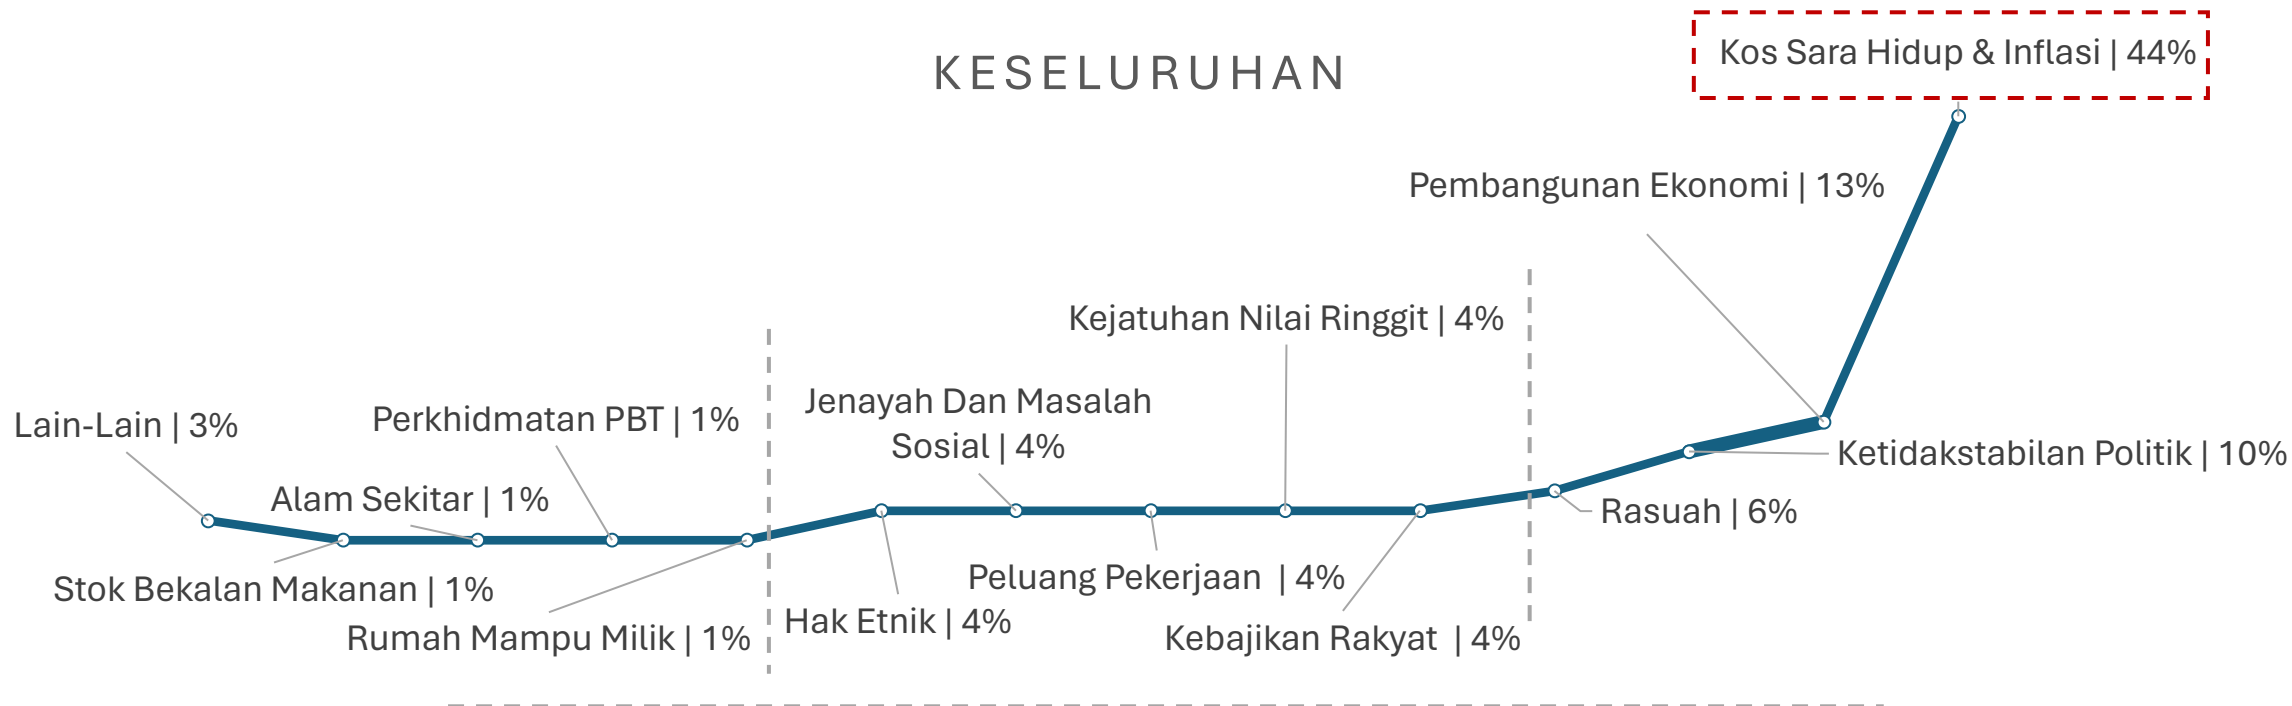 KESELURUHAN
Kos Sara Hidup & Inflasi | 44%
Pembangunan Ekonomi | 13%
Kejatuhan Nilai Ringgit | 4%
Jenayah Dan Masalah
Sosial | 4%
Lain-Lain | 3%
Perkhidmatan PBT | 1%
Ketidakstabilan Politik | 10%
Alam Sekitar | 1%
Rasuah | 6%
Stok Bekalan Makanan | 1%
Peluang Pekerjaan | 4%
Hak Etnik | 4%
Rumah Mampu Milik | 1%
Kebajikan Rakyat | 4%